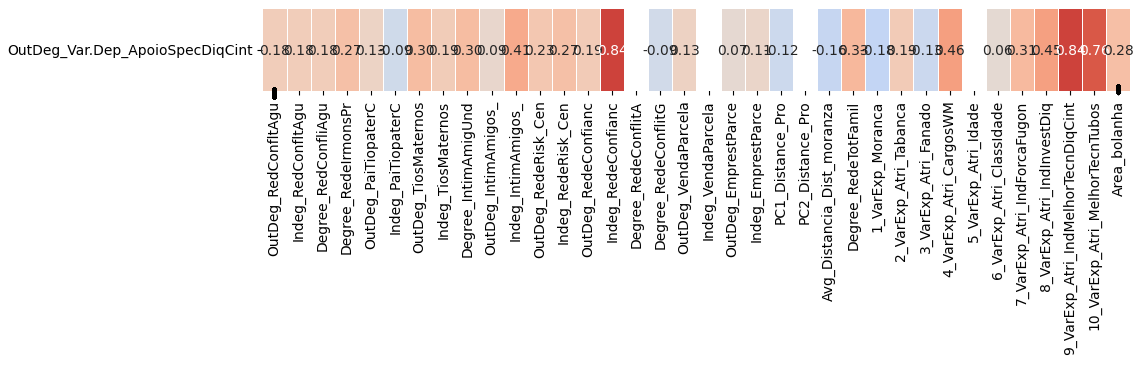 OutDeg_Var.Dep_ApoioSpecDiqCint
0.18 0.18 0.18 0.27 0.13 -0.09 0.30 0.19 0.30 0.09 0.41 0.23 0.27 0.19 0.84 -0.09 0.13 0.07 0.11 -0.12 -0.16 0.33 -0.18 0.19 -0.13 0.46 0.06 0.31 0.45 0.84 0.76 0.28
OutDeg_RedConfltAgu
Indeg_RedConfltAgu
Degree_RedConfliAgu
Degree_RedeIrmonsPr
OutDeg_PaiTiopaterC
Indeg_PaiTiopaterC
OutDeg_TiosMaternos
Indeg_TiosMaternos
Degree_IntimAmigUnd
OutDeg_IntimAmigos_
Indeg_IntimAmigos_
OutDeg_RedeRisk_Cen
Indeg_RedeRisk_Cen
OutDeg_RedeConfianc
Indeg_RedeConfianc
Degree_RedeConflitA
Degree_RedeConflitG
OutDeg_VendaParcela
Indeg_VendaParcela
OutDeg_EmprestParce
Indeg_EmprestParce
PC1_Distance_Pro
PC2_Distance_Pro
Avg_Distancia_Dist_moranza
Degree_RedeTotFamil
1_VarExp_Moranca
2_VarExp_Atri_Tabanca
3_VarExp_Atri_Fanado
4_VarExp_Atri_CargosWM
5_VarExp_Atri_Idade
6_VarExp_Atri_ClassIdade
7_VarExp_Atri_IndForcaFugon
8_VarExp_Atri_IndInvestDiq
9_VarExp_Atri_IndMelhorTecnDiqCint
10_VarExp_Atri_MelhorTecnTubos
Area_bolanha